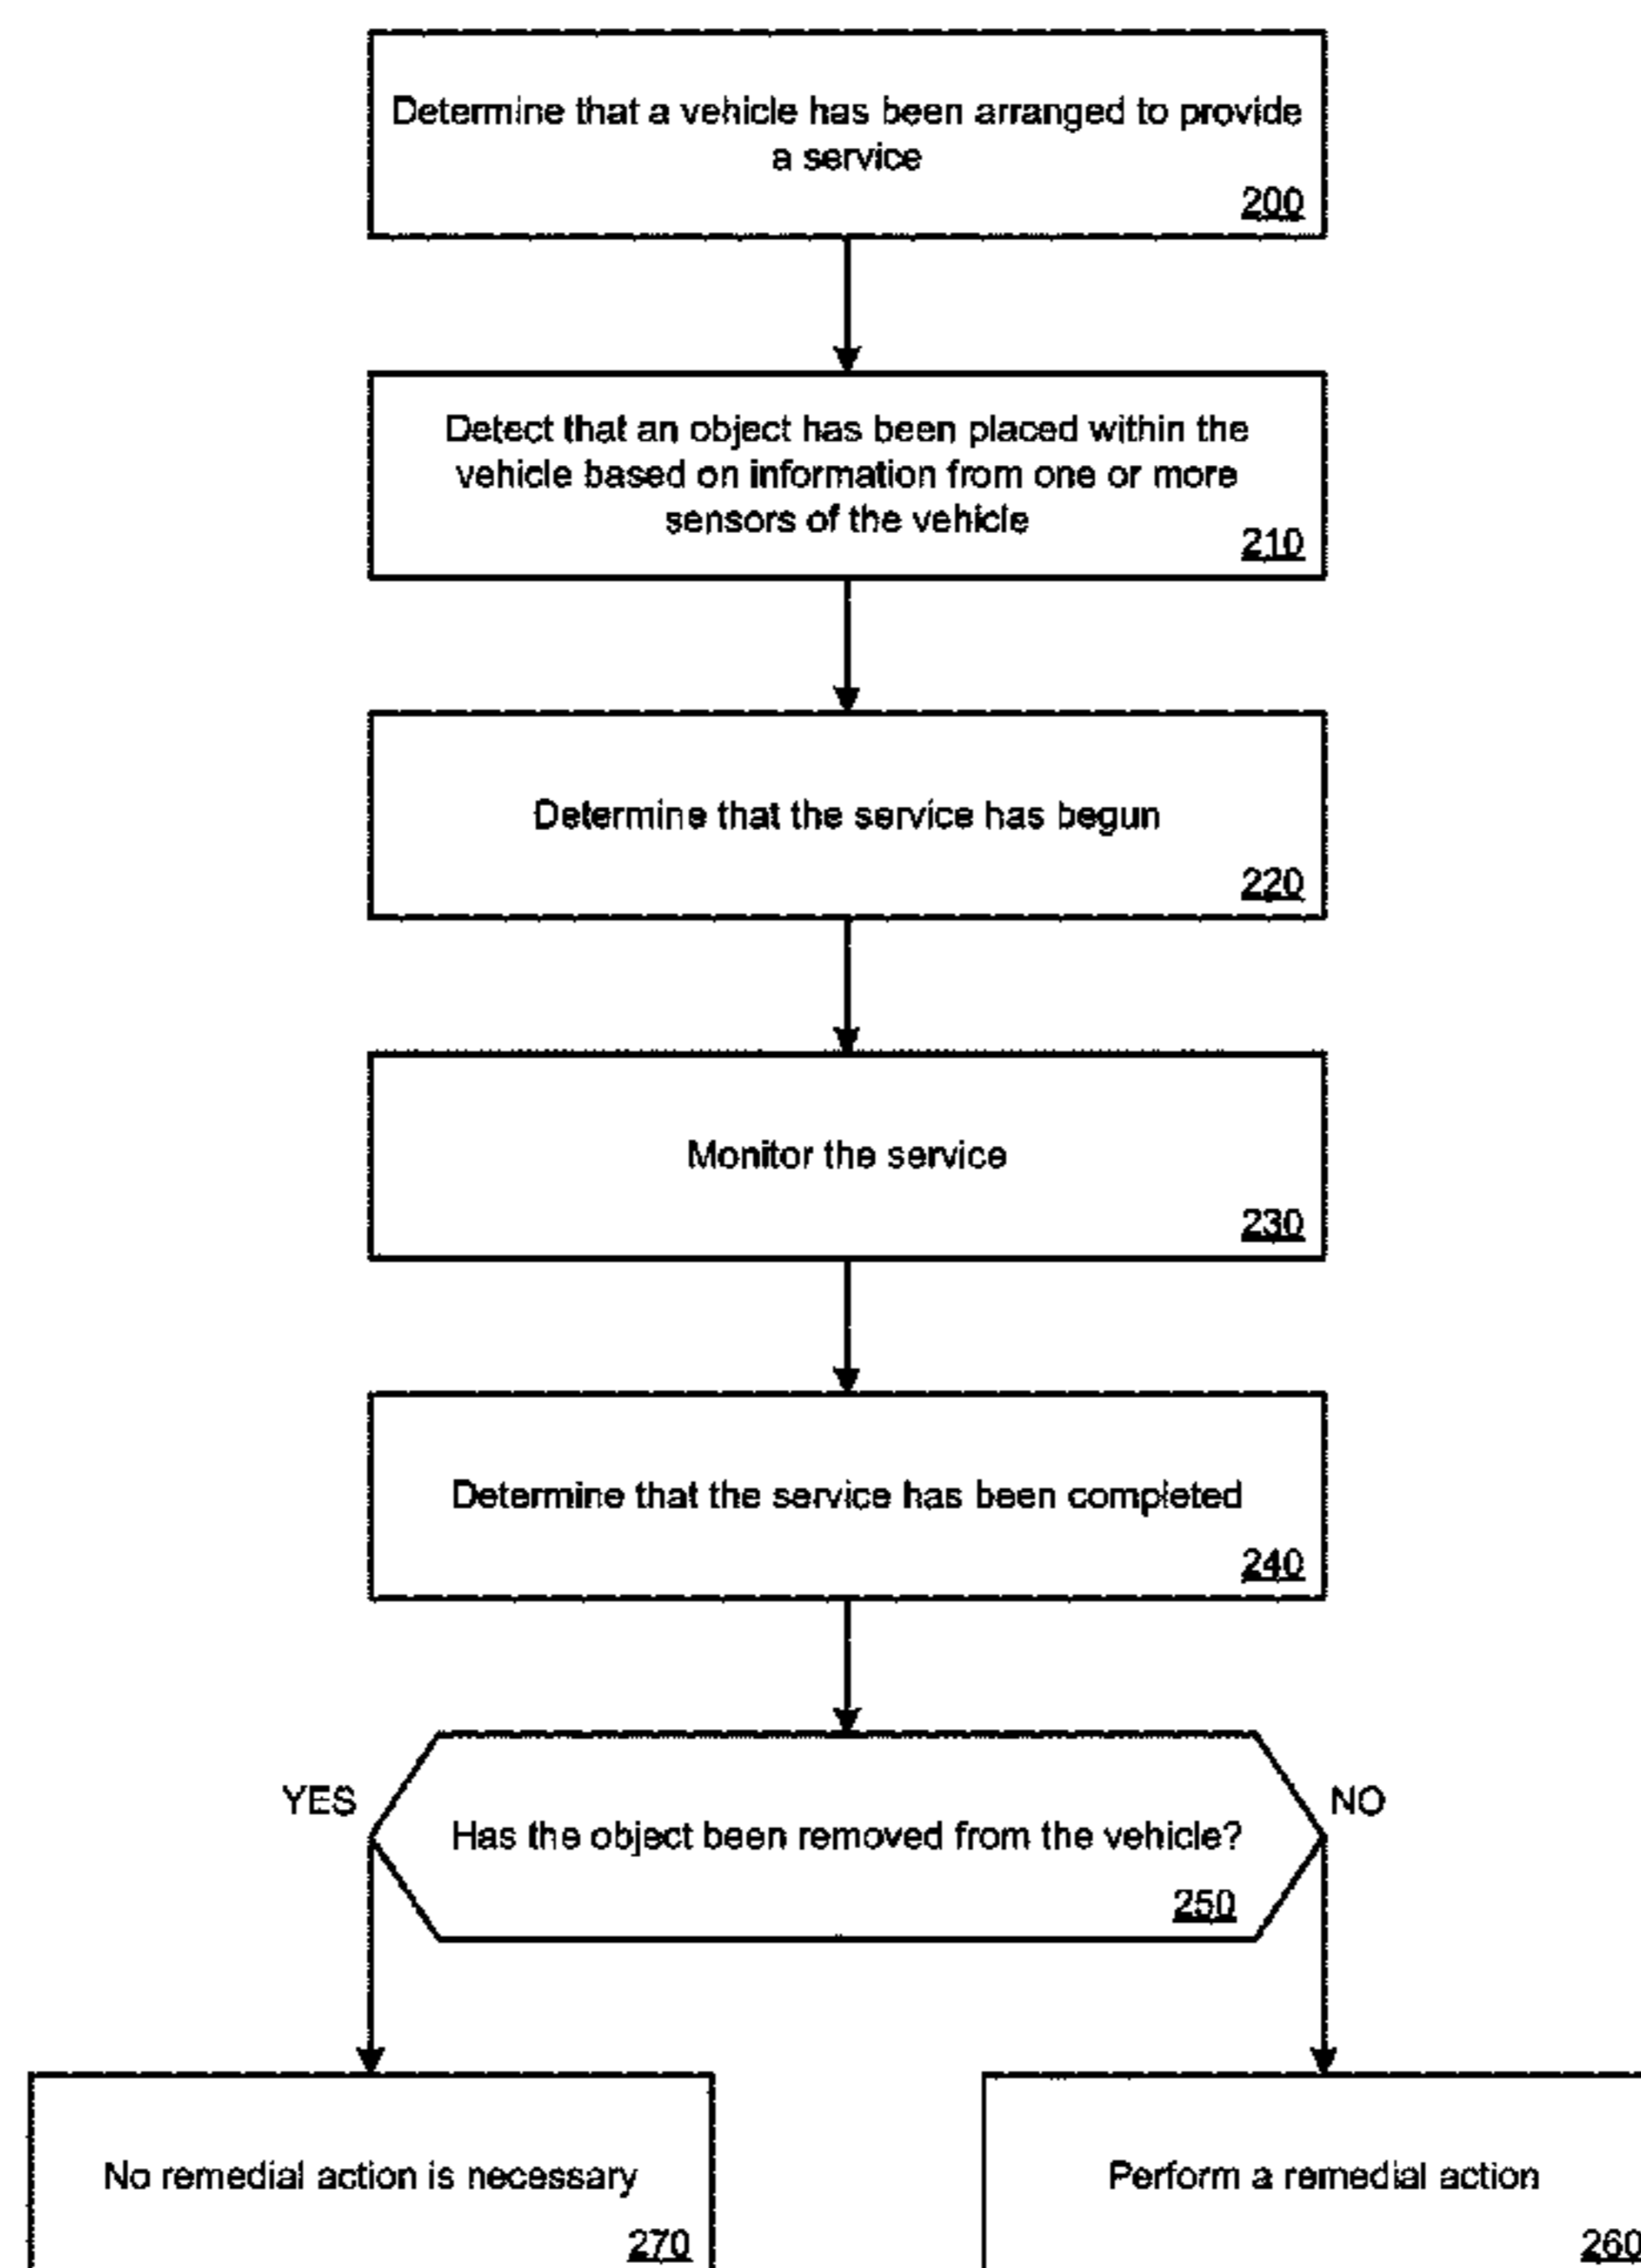 Determine that a vehicle has been arranged to provide
a service
200
Detect that an object has been placed within the
vehicle based on information from one or more
sensors of the vehicle
210
Determine that the service has begun
220
Monitor the service
230
Determine that the service has been completed
240
YES
NO
Has the object been removed from the vehicle?
250
No remedial action is necessary
270
Perform a remedial action
260